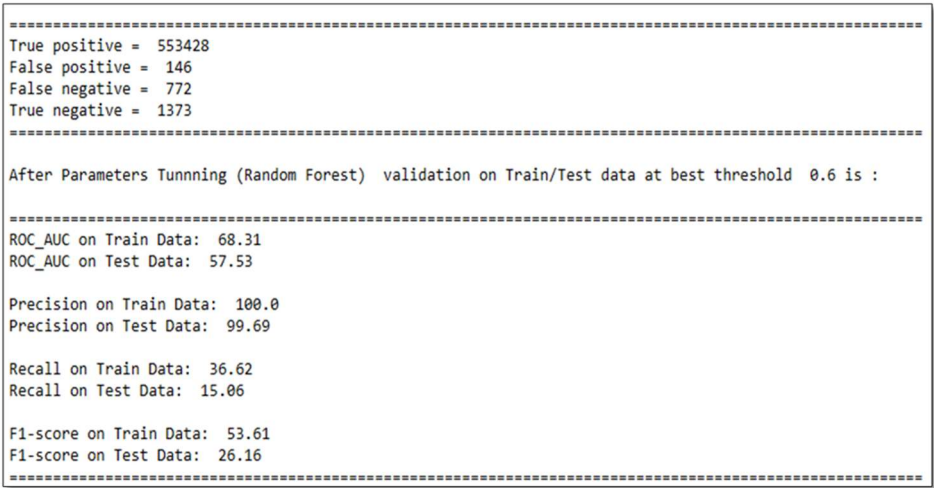 ================================================================================
True positive =  553428
False positive =  146
False negative =  772
True negative =  1373
================================================================================
After Parameters Tunnning (Random Forest)  validation on Train/Test data at best threshold  0.6 is :
================================================================================
ROC_AUC on Train Data:  68.31
ROC_AUC on Test Data:  57.53
Precision on Train Data:  100.0
Precision on Test Data:  99.69
Recall on Train Data:  36.62
Recall on Test Data:  15.06
F1-score on Train Data:  53.61
F1-score on Test Data:  26.16
================================================================================